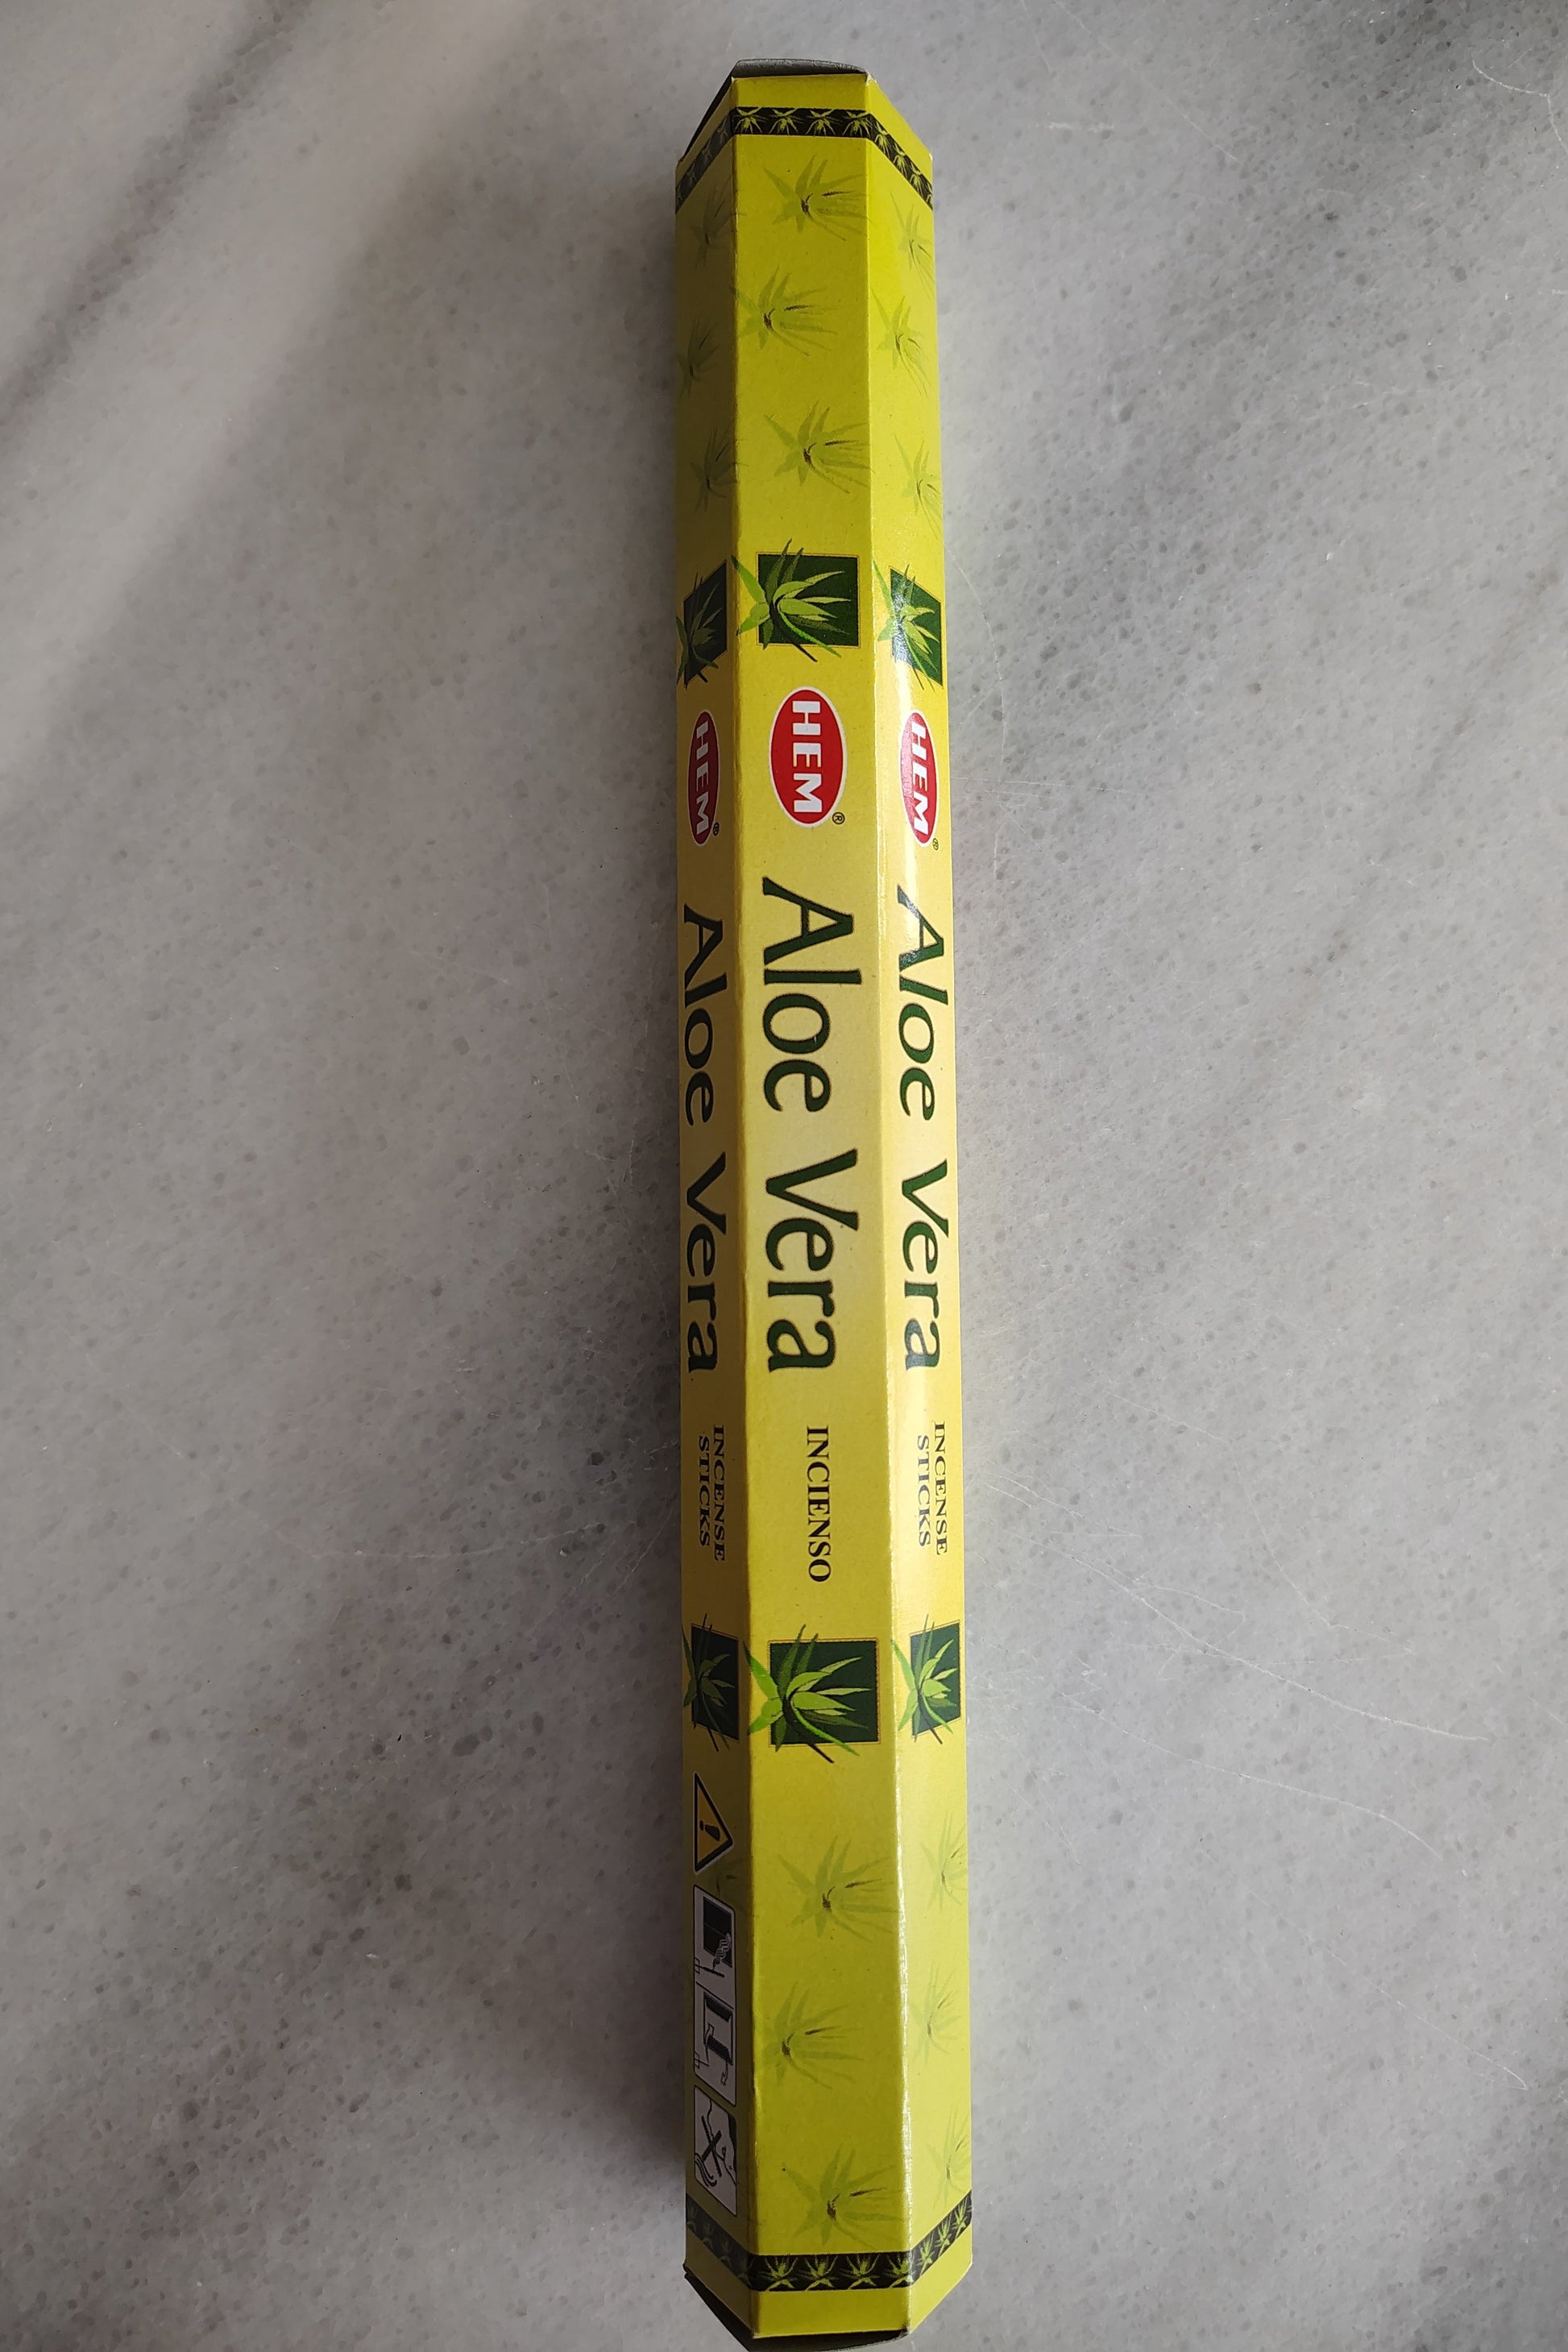 HEM®
Aloe Vera
INCIENSO
HEM®
Aloe Vera
INCENSE
STICKS
HEM®
Aloe Vera
INCENSE
STICKS